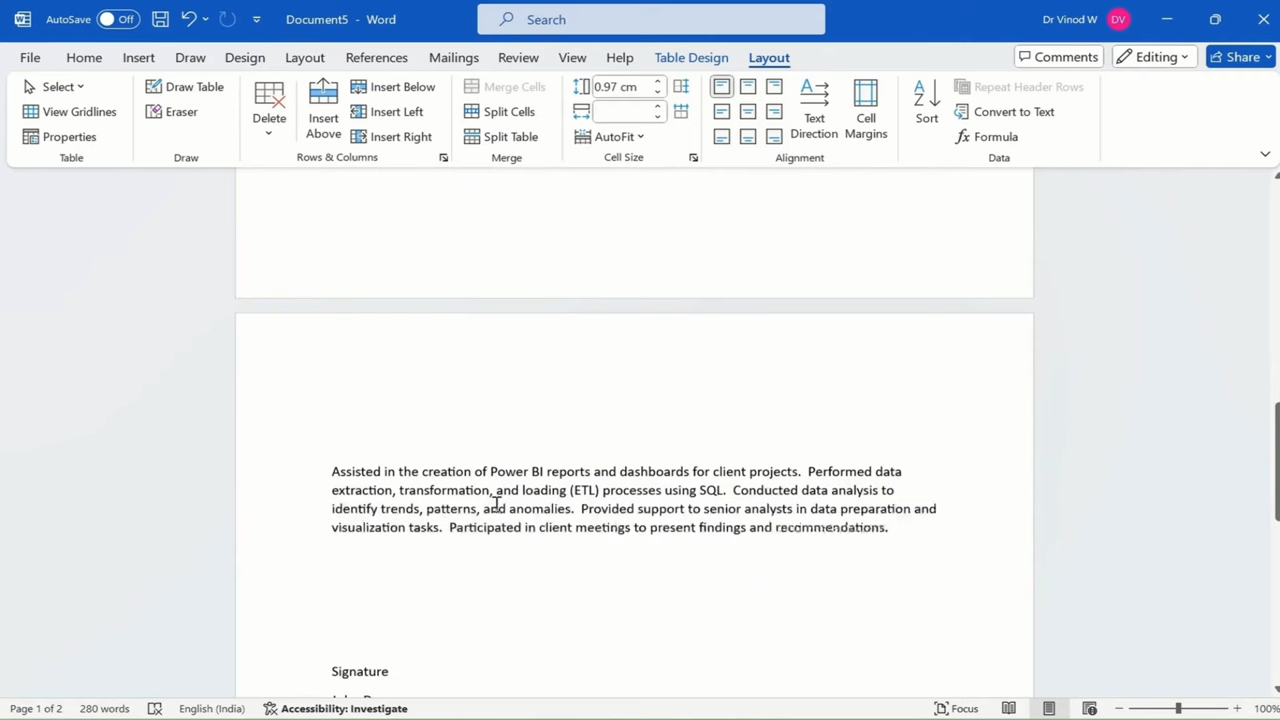 AutoSave Off Document5 - Word Search Dr Vinod W DV
File Home Insert Draw Design Layout References Mailings Review View Help Table Design Layout Comments Editing Share
Select Draw Table Delete Insert Above Insert Below Merge Cells 0.97 cm Text Direction Cell Margins Sort Repeat Header Rows
View Gridlines Eraser Insert Left Split Cells Convert to Text
Properties Insert Right Split Table AutoFit Formula
Table Draw Rows & Columns Merge Cell Size Alignment Data
Assisted in the creation of Power BI reports and dashboards for client projects.  Performed data
extraction, transformation, and loading (ETL) processes using SQL.  Conducted data analysis to
identify trends, patterns, and anomalies.  Provided support to senior analysts in data preparation and
visualization tasks.  Participated in client meetings to present findings and recommendations.
Signature
Page 1 of 2 280 words English (India) Accessibility: Investigate Focus 100%